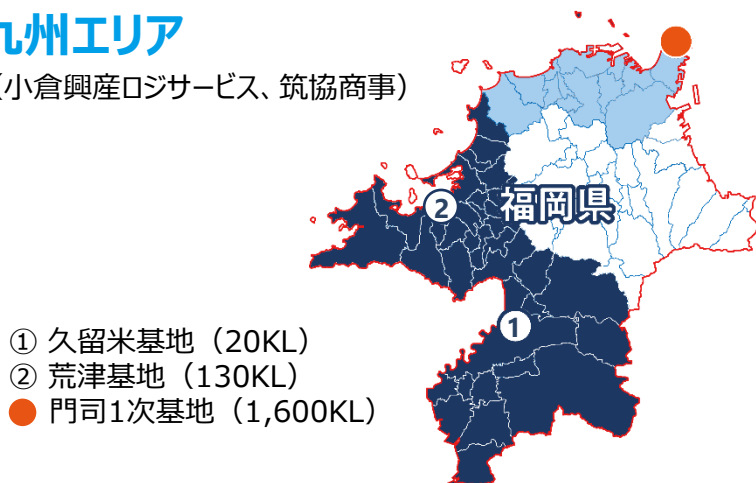 九州エリア
(小倉興産ロジサービス、筑協商事)
②
福岡県
①
① 久留米基地（20KL）
② 荒津基地（130KL）
門司1次基地（1,600KL）